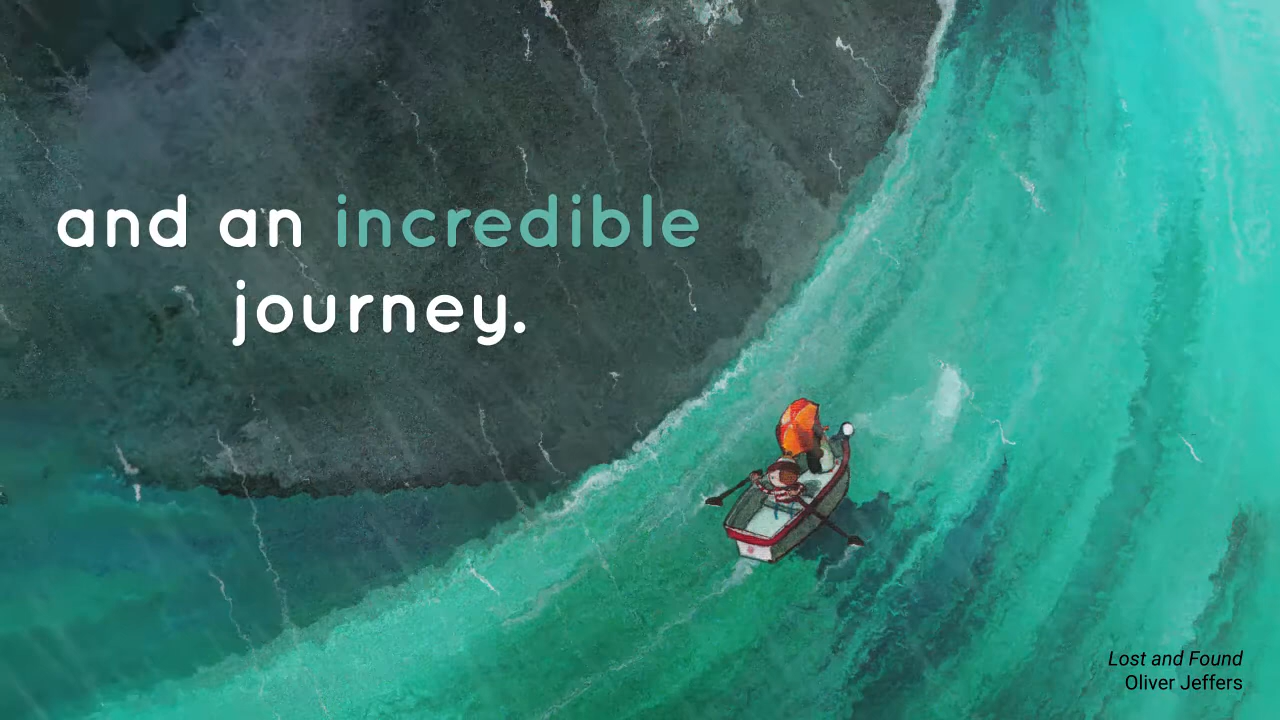 and an incredible
journey.
Lost and Found
Oliver Jeffers